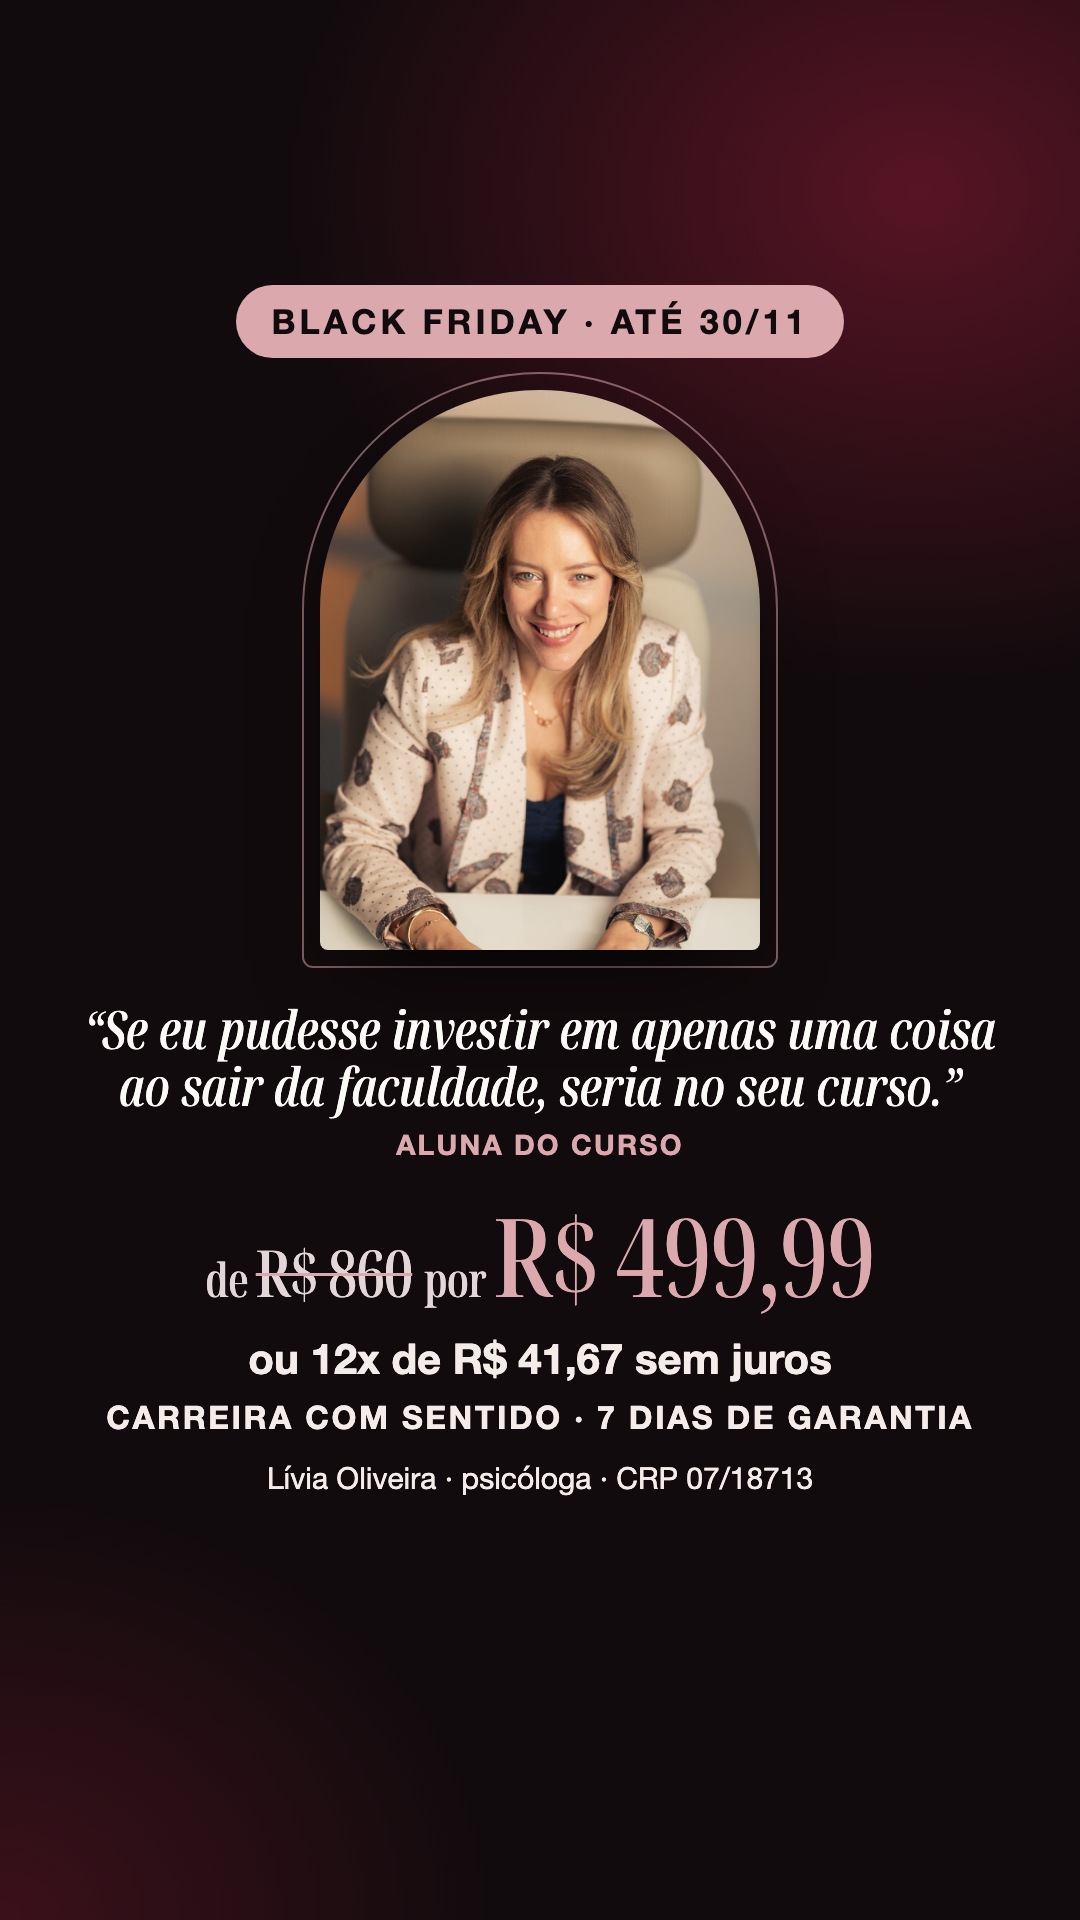 BLACK FRIDAY · ATÉ 30/11
“Se eu pudesse investir em apenas uma coisa
ao sair da faculdade, seria no seu curso.”
ALUNA DO CURSO
de R$ 860 por R$ 499,99
ou 12x de R$ 41,67 sem juros
CARREIRA COM SENTIDO · 7 DIAS DE GARANTIA
Lívia Oliveira · psicóloga · CRP 07/18713